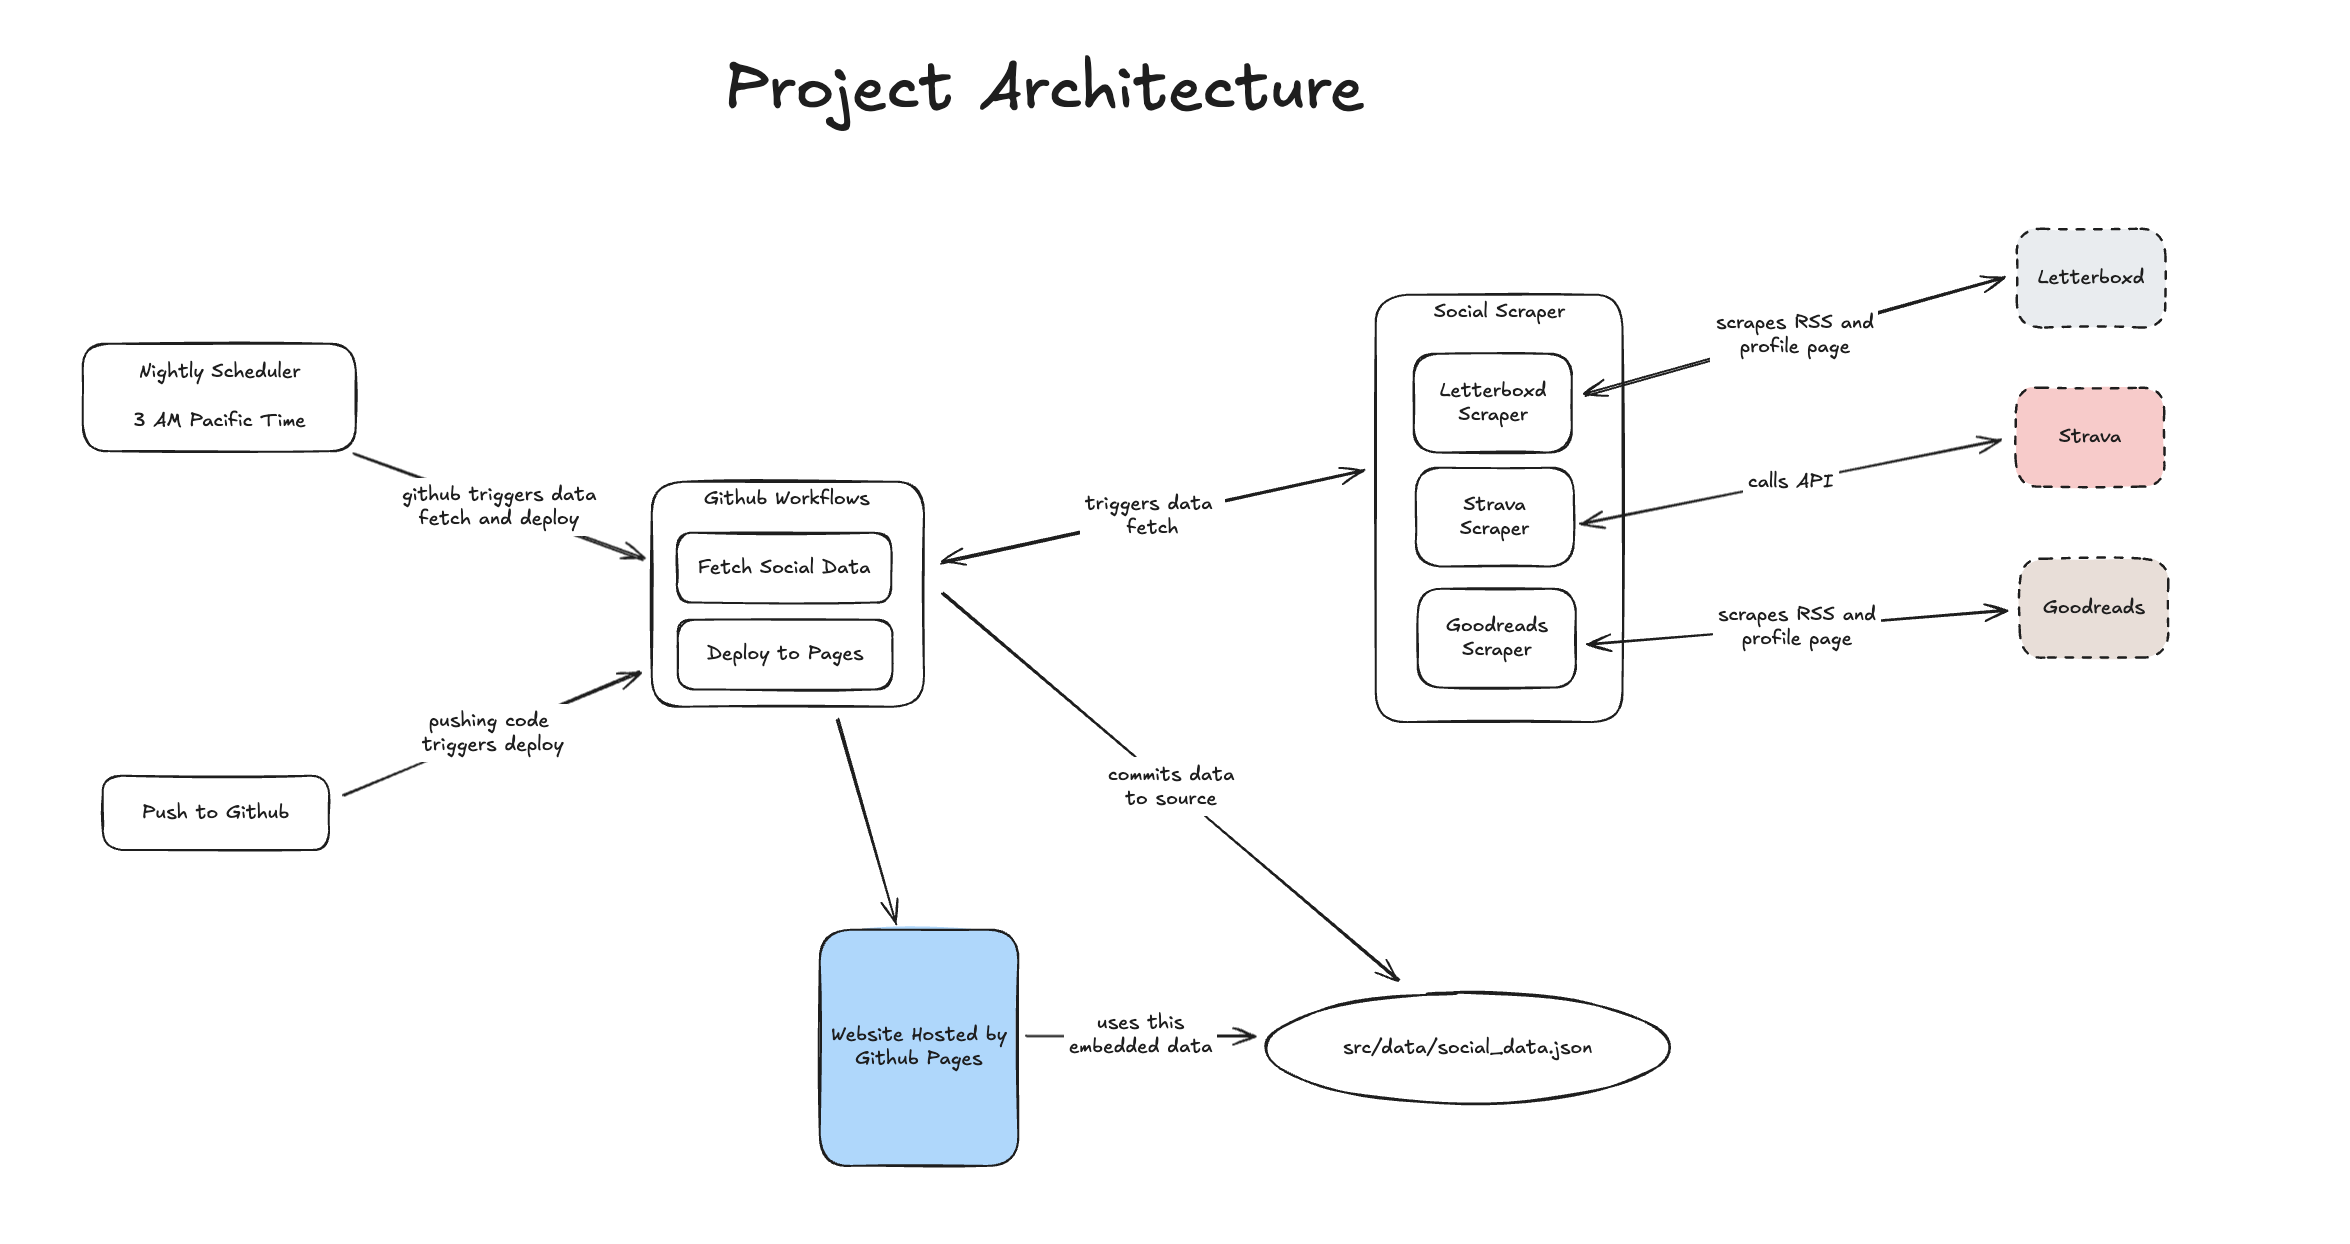 Project Architecture
Nightly Scheduler
3 AM Pacific Time
github triggers data
fetch and deploy
Push to Github
pushing code
triggers deploy
Github Workflows
Fetch Social Data
Deploy to Pages
triggers data
fetch
Social Scraper
Letterboxd
Scraper
Strava
Scraper
Goodreads
Scraper
scrapes RSS and
profile page
calls API
scrapes RSS and
profile page
Letterboxd
Strava
Goodreads
commits data
to source
Website Hosted by
Github Pages
uses this
embedded data
src/data/social_data.json